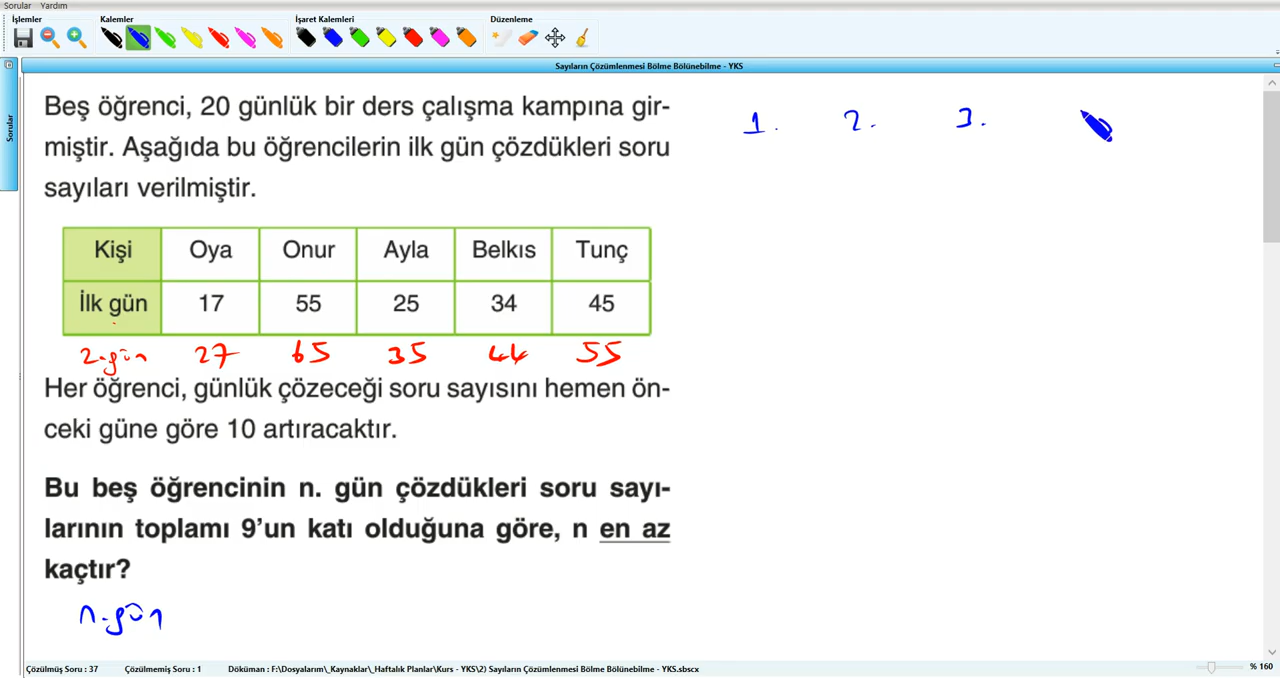 Sorular Yardım
İşlemler Kalemler İşaret Kalemleri Düzenleme
Sayıların Çözümlenmesi Bölme Bölünebilme - YKS
Sorular
Beş öğrenci, 20 günlük bir ders çalışma kampına gir-
miştir. Aşağıda bu öğrencilerin ilk gün çözdükleri soru
sayıları verilmiştir.
Kişi Oya Onur Ayla Belkıs Tunç
İlk gün 17 55 25 34 45
2.gün 27 65 35 44 55
Her öğrenci, günlük çözeceği soru sayısını hemen ön-
ceki güne göre 10 artıracaktır.
Bu beş öğrencinin n. gün çözdükleri soru sayı-
larının toplamı 9'un katı olduğuna göre, n en az
kaçtır?
n.gün
1. 2. 3.
Çözülmüş Soru : 37 Çözülmemiş Soru : 1 Döküman : F:\Dosyalarım\_Kaynaklar\_Haftalık Planlar\Kurs - YKS\2) Sayıların Çözümlenmesi Bölme Bölünebilme - YKS.sbscx % 160